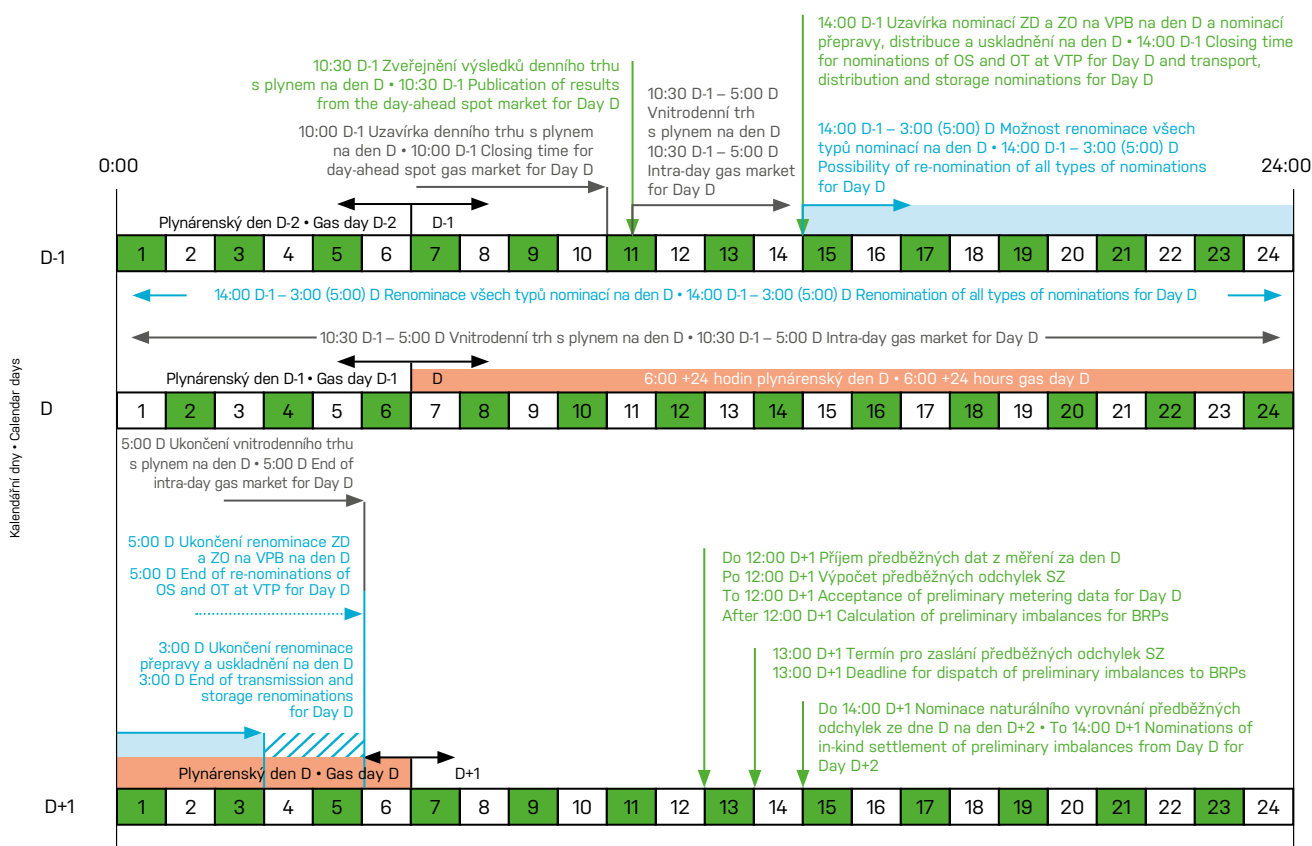 14:00 D-1 Uzavírka nominací ZD a ZO na VPB na den D a nominací
přepravy, distribuce a uskladnění na den D • 14:00 D-1 Closing time
for nominations of OS and OT at VTP for Day D and transport,
distribution and storage nominations for Day D
10:30 D-1 Zveřejnění výsledků denního trhu
s plynem na den D • 10:30 D-1 Publication of results
from the day-ahead spot market for Day D
10:30 D-1 – 5:00 D
Vnitrodenní trh
s plynem na den D
10:30 D-1 – 5:00 D
Intra-day gas market
for Day D
10:00 D-1 Uzavírka denního trhu s plynem
na den D • 10:00 D-1 Closing time for
day-ahead spot gas market for Day D
14:00 D-1 – 3:00 (5:00) D Možnost renominace všech
typů nominací na den D • 14:00 D-1 – 3:00 (5:00) D
Possibility of re-nomination of all types of nominations
for Day D
0:00
24:00
Plynárenský den D-2 • Gas day D-2
D-1
D-1
1 2 3 4 5 6 7 8 9 10 11 12 13 14 15 16 17 18 19 20 21 22 23 24
14:00 D-1 – 3:00 (5:00) D Renominace všech typů nominací na den D • 14:00 D-1 – 3:00 (5:00) D Renomination of all types of nominations for Day D
10:30 D-1 – 5:00 D Vnitrodenní trh s plynem na den D • 10:30 D-1 – 5:00 D Intra-day gas market for Day D
Plynárenský den D-1 • Gas day D-1
D
6:00 +24 hodin plynárenský den D • 6:00 +24 hours gas day D
D
1 2 3 4 5 6 7 8 9 10 11 12 13 14 15 16 17 18 19 20 21 22 23 24
Kalendářní dny • Calendar days
5:00 D Ukončení vnitrodenního trhu
s plynem na den D • 5:00 D End of
intra-day gas market for Day D
5:00 D Ukončení renominace ZD
a ZO na VPB na den D
5:00 D End of re-nominations of
OS and OT at VTP for Day D
3:00 D Ukončení renominace
přepravy a uskladnění na den D
3:00 D End of transmission and
storage renominations
for Day D
Do 12:00 D+1 Příjem předběžných dat z měření za den D
Po 12:00 D+1 Výpočet předběžných odchylek SZ
To 12:00 D+1 Acceptance of preliminary metering data for Day D
After 12:00 D+1 Calculation of preliminary imbalances for BRPs
13:00 D+1 Termín pro zaslání předběžných odchylek SZ
13:00 D+1 Deadline for dispatch of preliminary imbalances to BRPs
Do 14:00 D+1 Nominace naturálního vyrovnání předběžných
odchylek ze dne D na den D+2 • To 14:00 D+1 Nominations of
in-kind settlement of preliminary imbalances from Day D for
Day D+2
Plynárenský den D • Gas day D
D+1
D+1
1 2 3 4 5 6 7 8 9 10 11 12 13 14 15 16 17 18 19 20 21 22 23 24